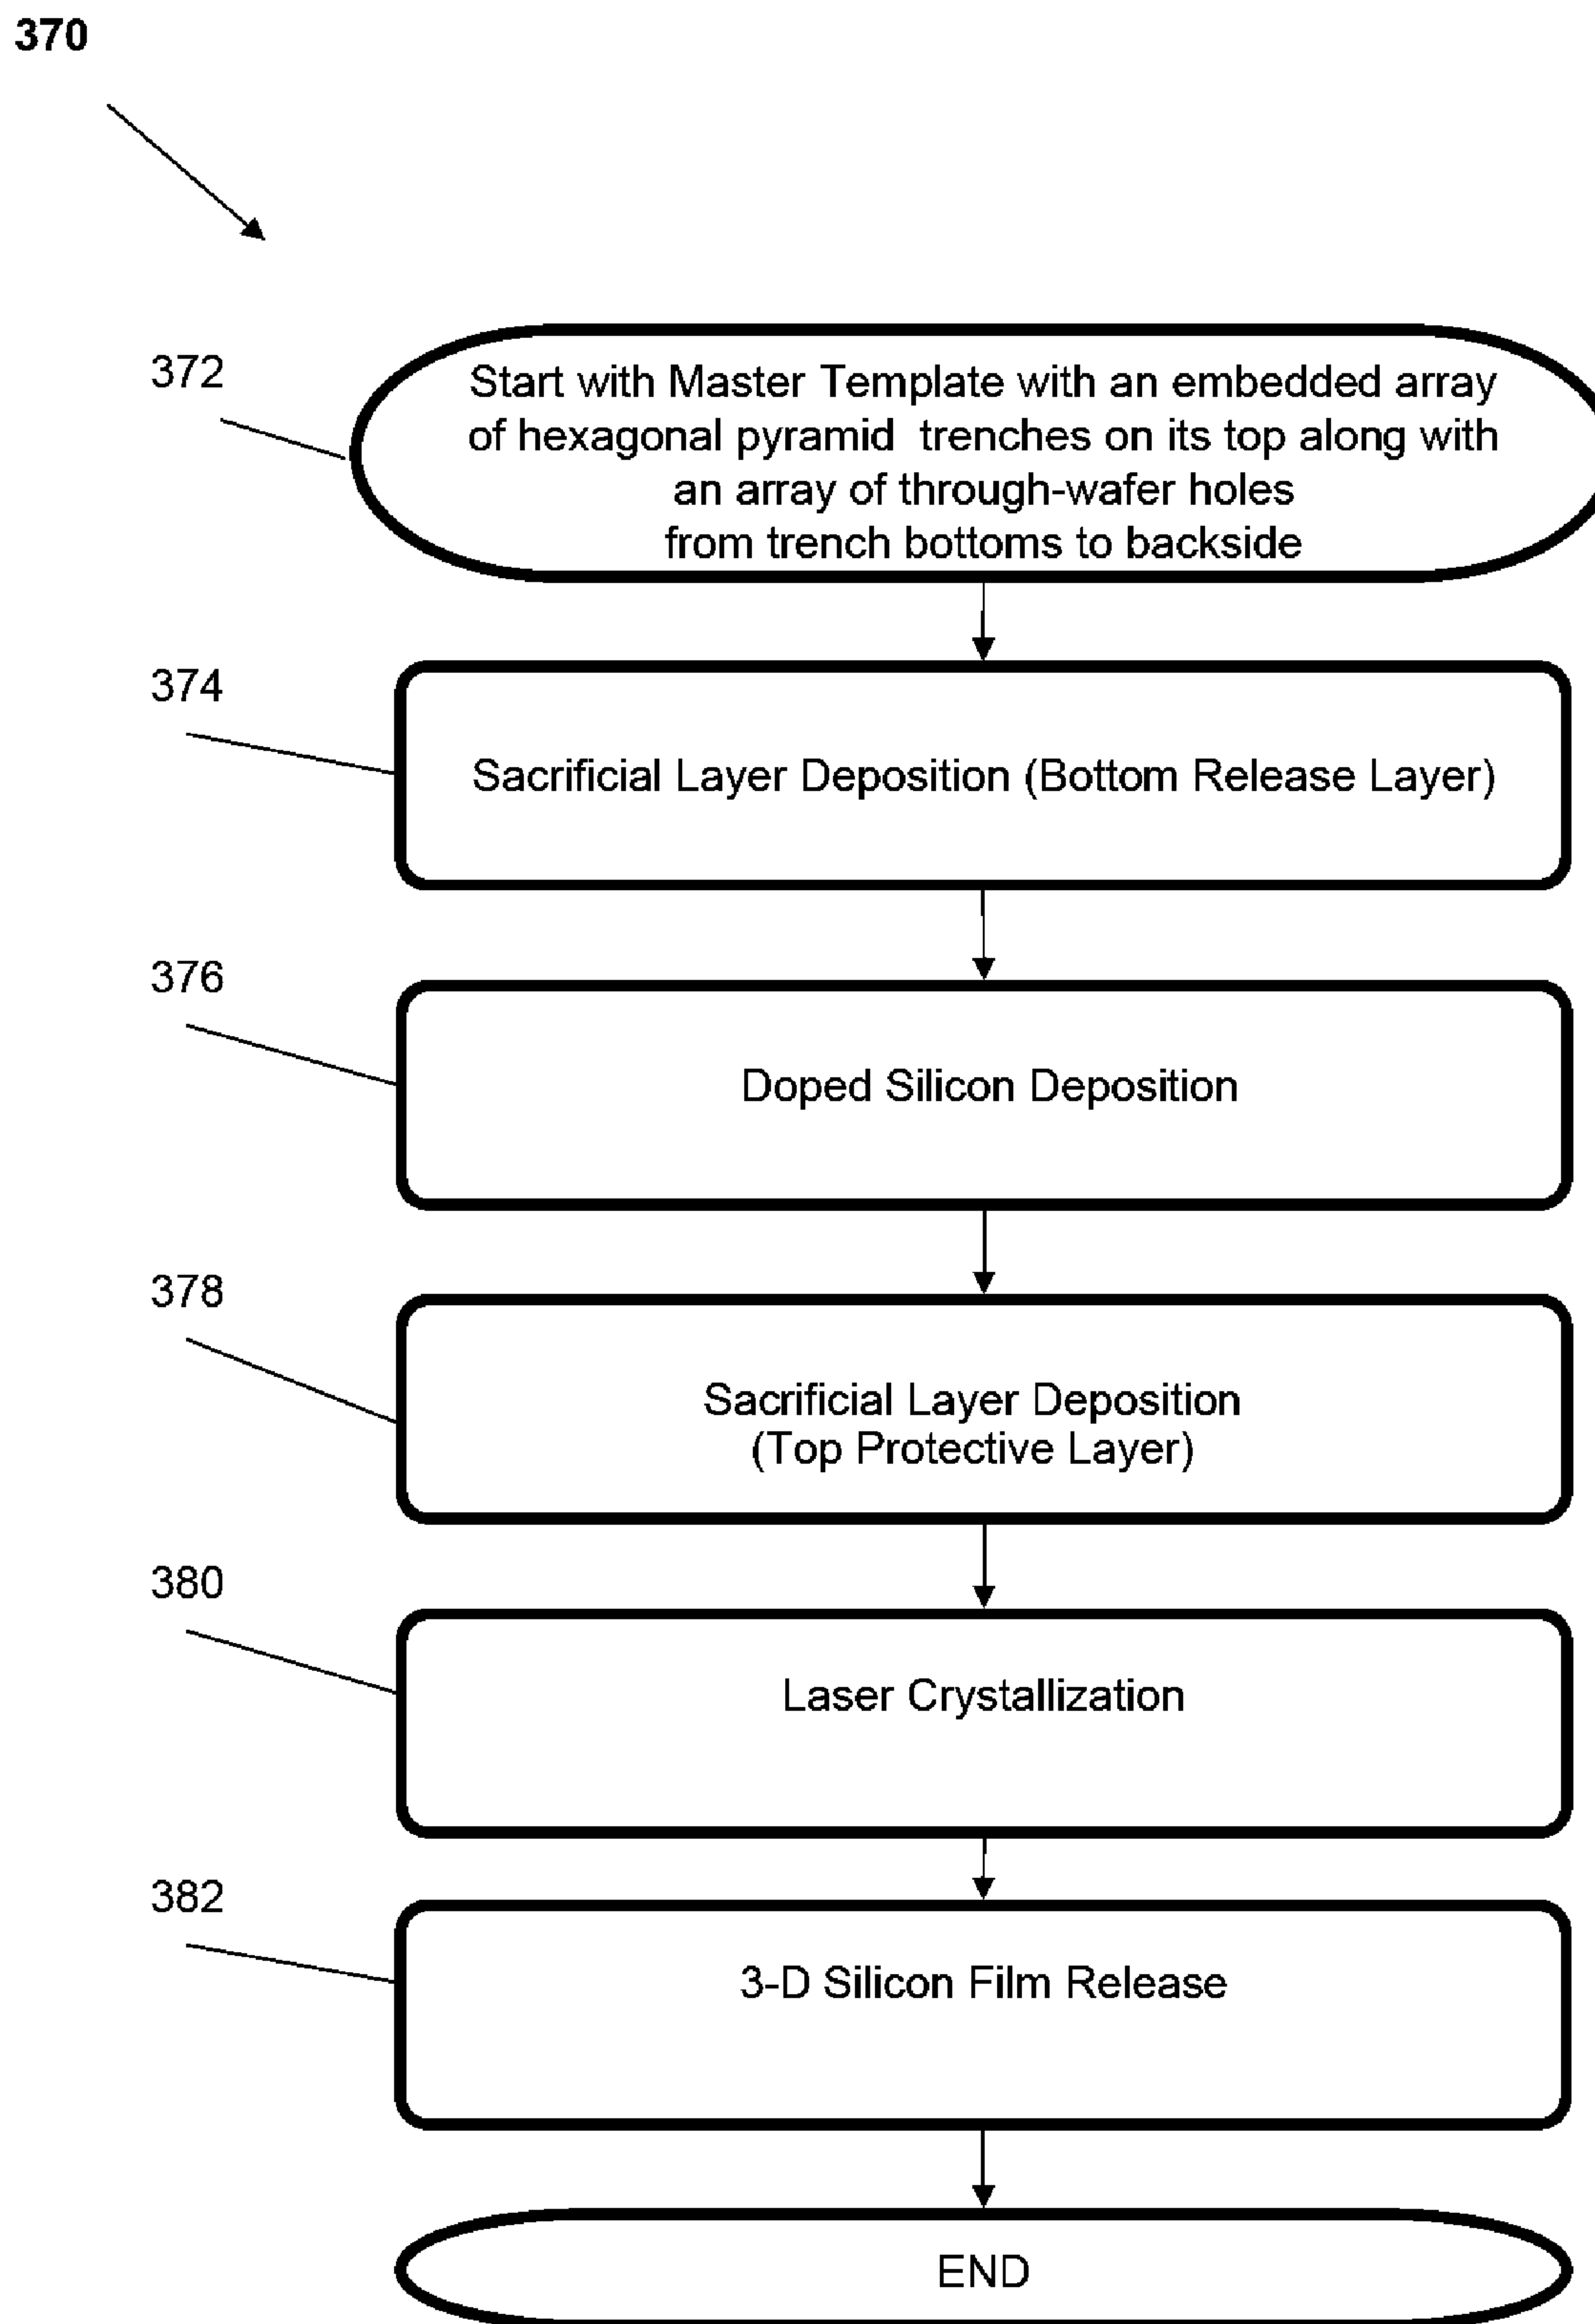 370
372
Start with Master Template with an embedded array
of hexagonal pyramid trenches on its top along with
an array of through-wafer holes
from trench bottoms to backside
374
Sacrificial Layer Deposition (Bottom Release Layer)
376
Doped Silicon Deposition
378
Sacrificial Layer Deposition
(Top Protective Layer)
380
Laser Crystallization
382
3-D Silicon Film Release
END